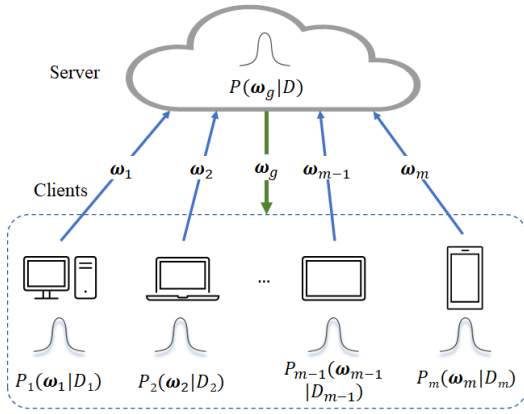 Server
P(ω_g|D)
ω_1 ω_2 ω_g ω_{m−1} ω_m
Clients
...
P_1(ω_1|D_1) P_2(ω_2|D_2) P_{m−1}(ω_{m−1} P_m(ω_m|D_m)
|D_{m−1})